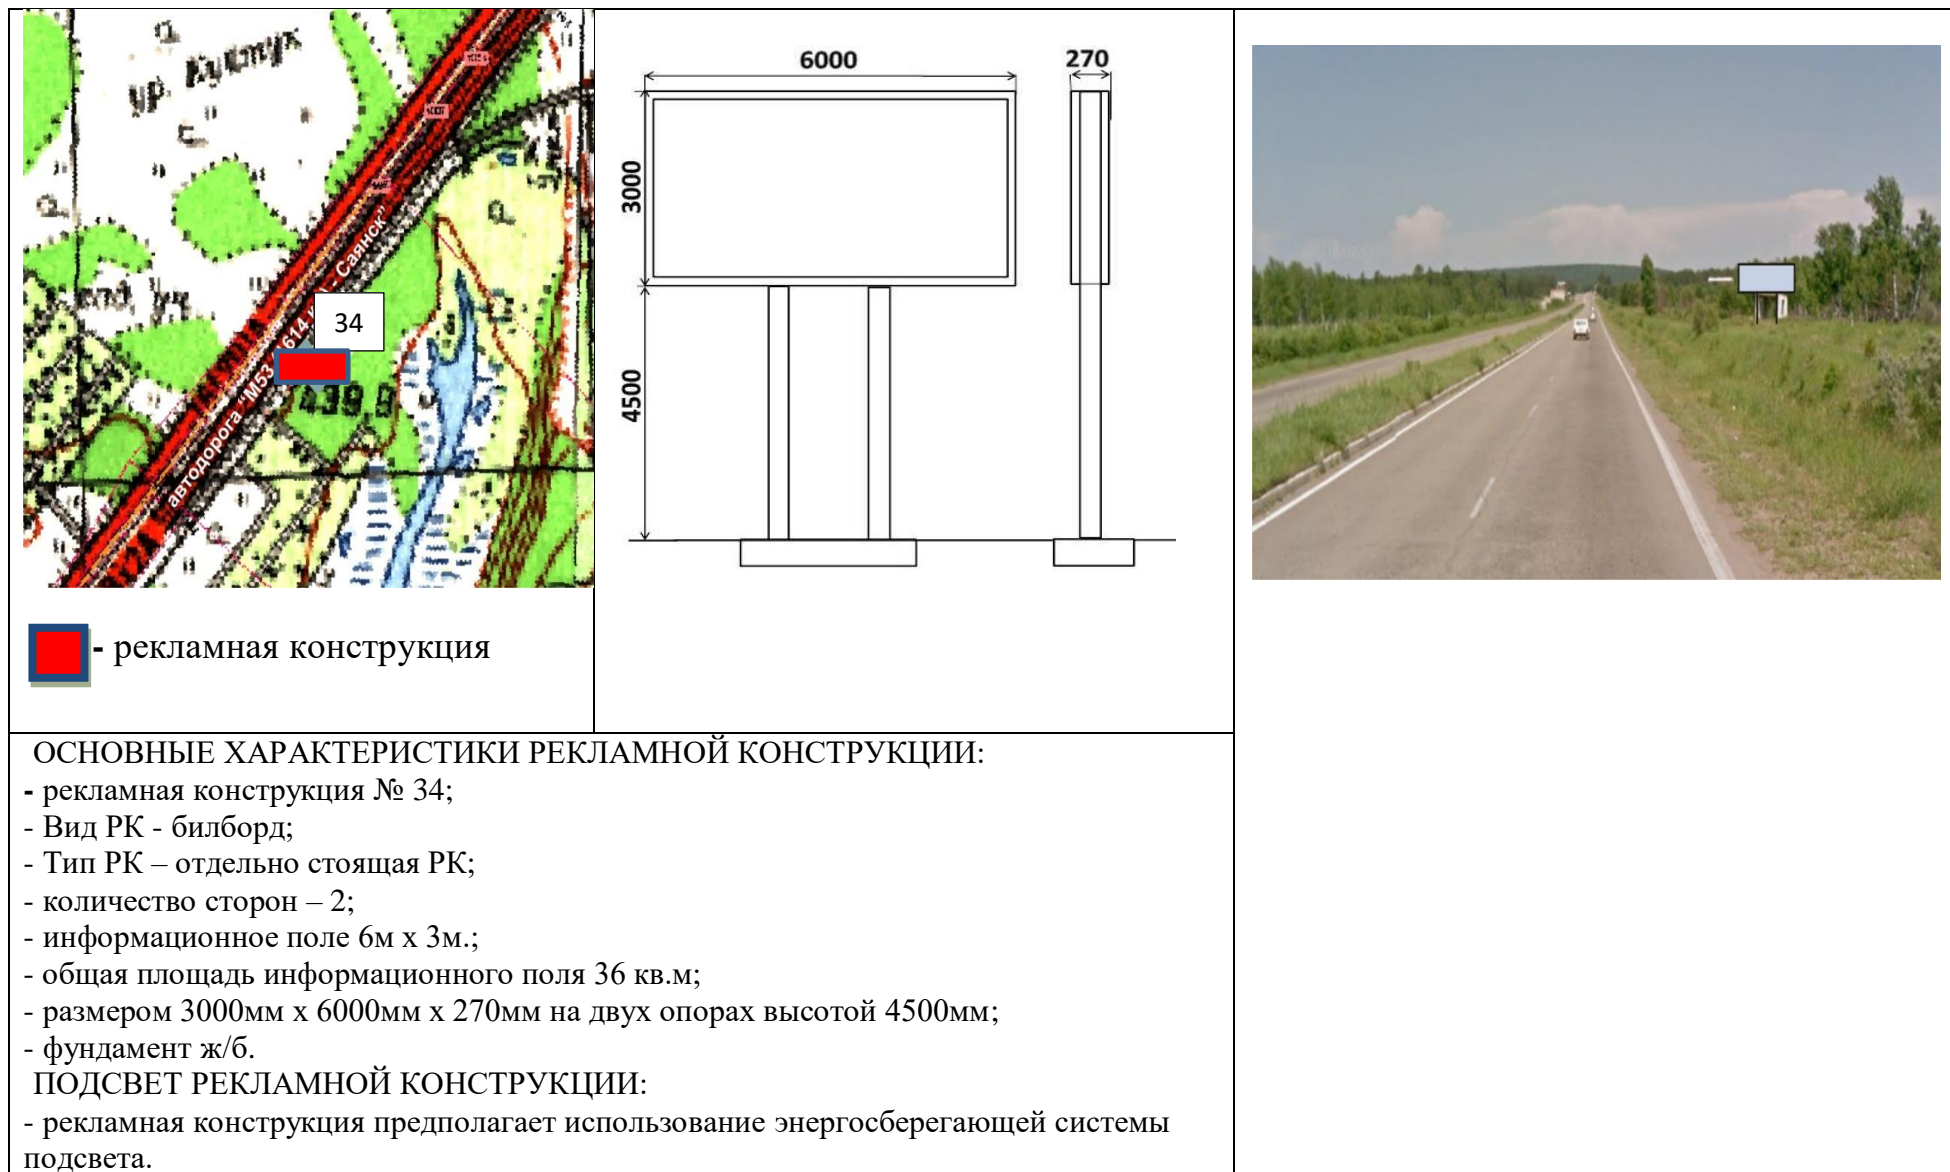 ур. Куктук
автодорога "М53 1614 к - Саянск"
34
439.9
6000
270
3000
4500
- рекламная конструкция
ОСНОВНЫЕ ХАРАКТЕРИСТИКИ РЕКЛАМНОЙ КОНСТРУКЦИИ:
- рекламная конструкция № 34;
- Вид РК - билборд;
- Тип РК – отдельно стоящая РК;
- количество сторон – 2;
- информационное поле 6м х 3м.;
- общая площадь информационного поля 36 кв.м;
- размером 3000мм х 6000мм х 270мм на двух опорах высотой 4500мм;
- фундамент ж/б.
ПОДСВЕТ РЕКЛАМНОЙ КОНСТРУКЦИИ:
- рекламная конструкция предполагает использование энергосберегающей системы
подсвета.